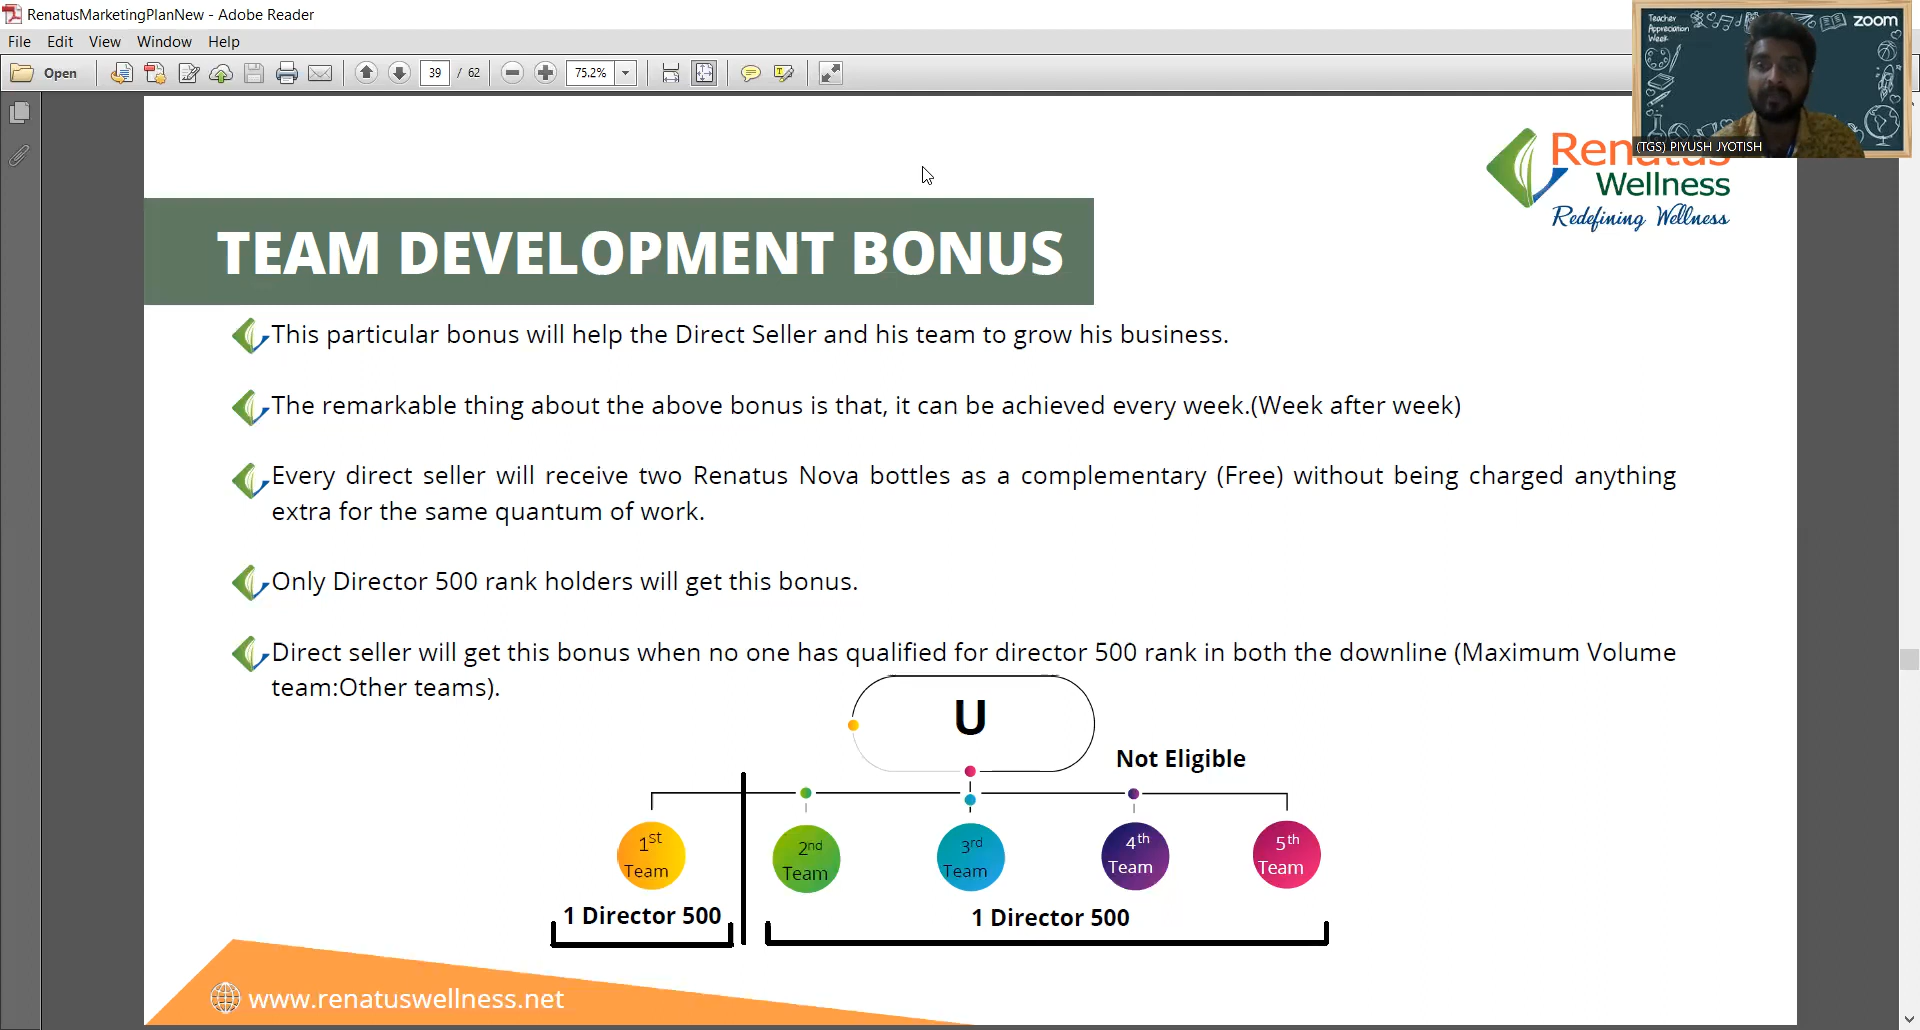 RenatusMarketingPlanNew - Adobe Reader
File Edit View Window Help
Open 39 / 62 75.2%
Teacher
Appreciation
Week
zoom
(TGS) PIYUSH JYOTISH
Renatus
Wellness
Redefining Wellness
TEAM DEVELOPMENT BONUS
This particular bonus will help the Direct Seller and his team to grow his business.
The remarkable thing about the above bonus is that, it can be achieved every week.(Week after week)
Every direct seller will receive two Renatus Nova bottles as a complementary (Free) without being charged anything
extra for the same quantum of work.
Only Director 500 rank holders will get this bonus.
Direct seller will get this bonus when no one has qualified for director 500 rank in both the downline (Maximum Volume
team:Other teams).
U
Not Eligible
1st Team
2nd Team
3rd Team
4th Team
5th Team
1 Director 500
1 Director 500
www.renatuswellness.net